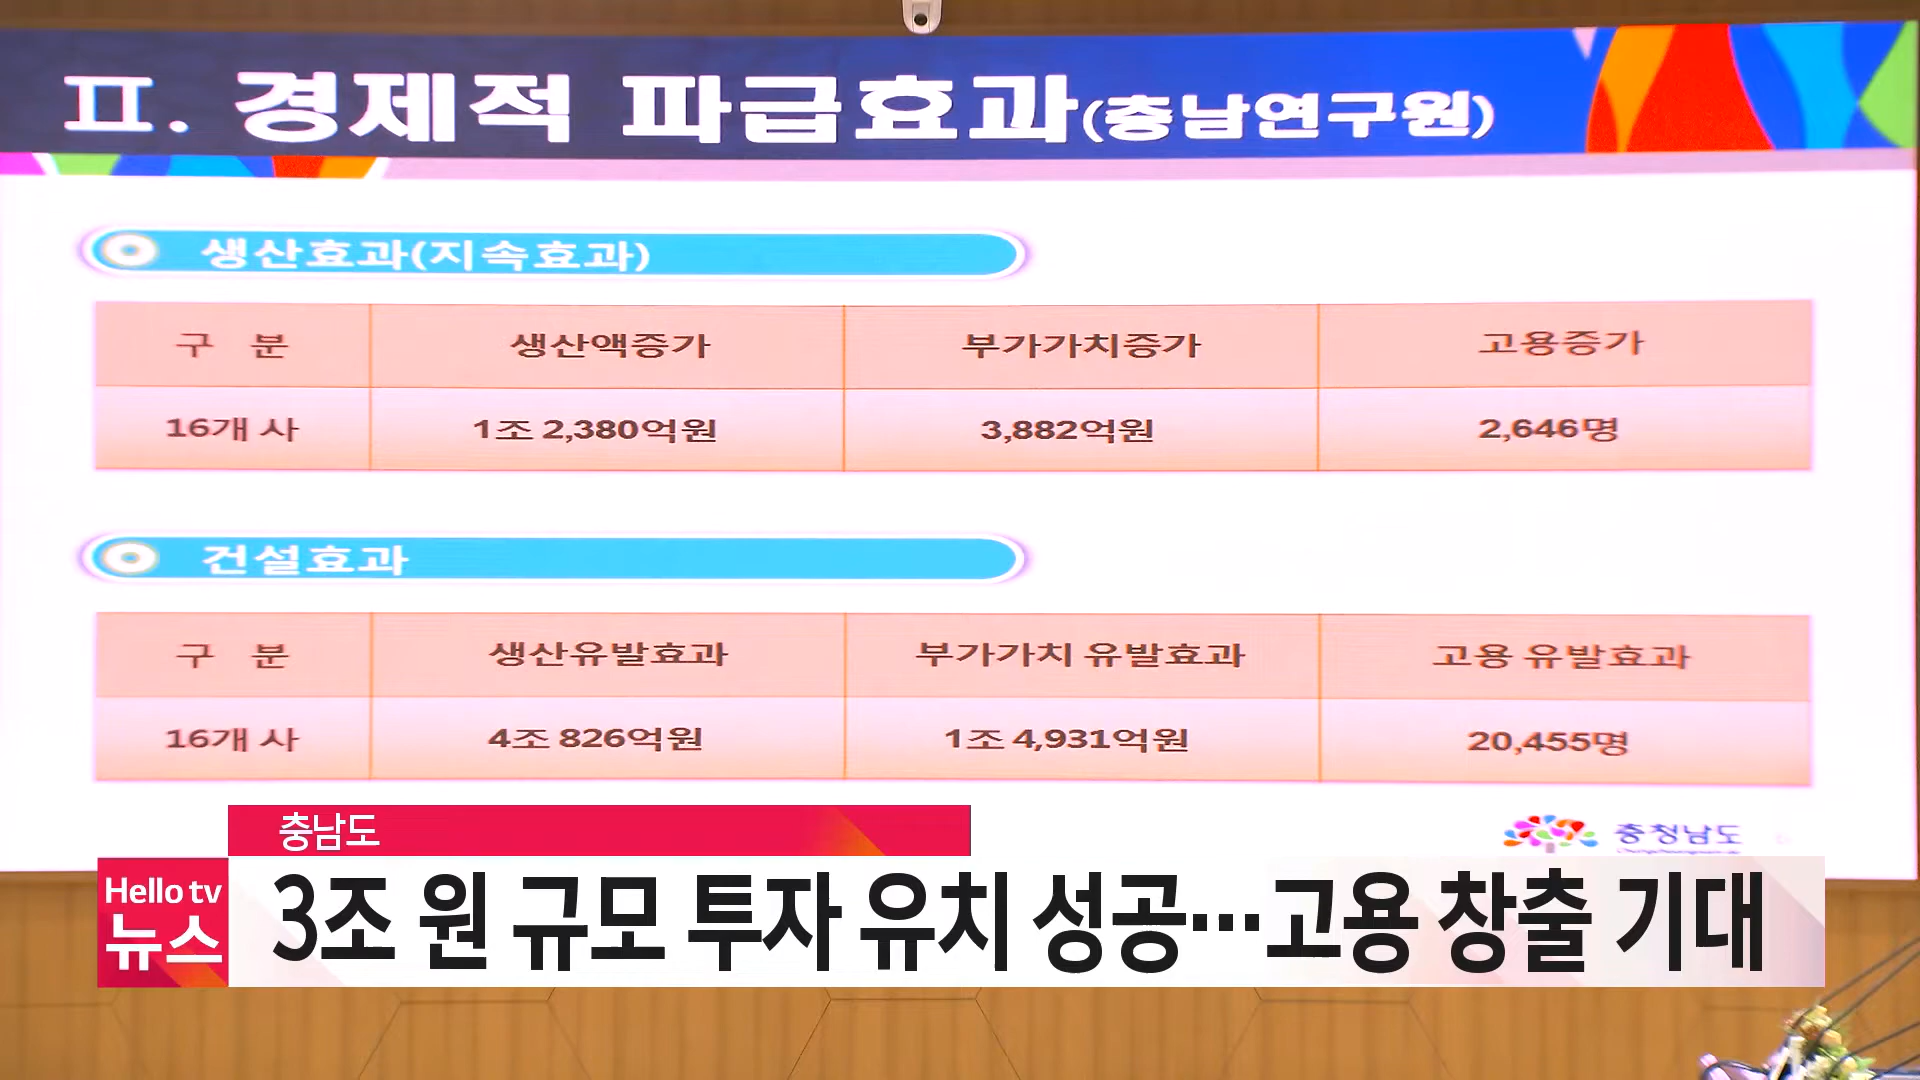 Ⅱ. 경제적 파급효과(충남연구원)
생산효과(지속효과)
구 분 생산액증가 부가가치증가 고용증가
16개 사 1조 2,380억원 3,882억원 2,646명
건설효과
구 분 생산유발효과 부가가치 유발효과 고용 유발효과
16개 사 4조 826억원 1조 4,931억원 20,455명
충청남도
충남도
Hello tv
뉴스
3조 원 규모 투자 유치 성공…고용 창출 기대